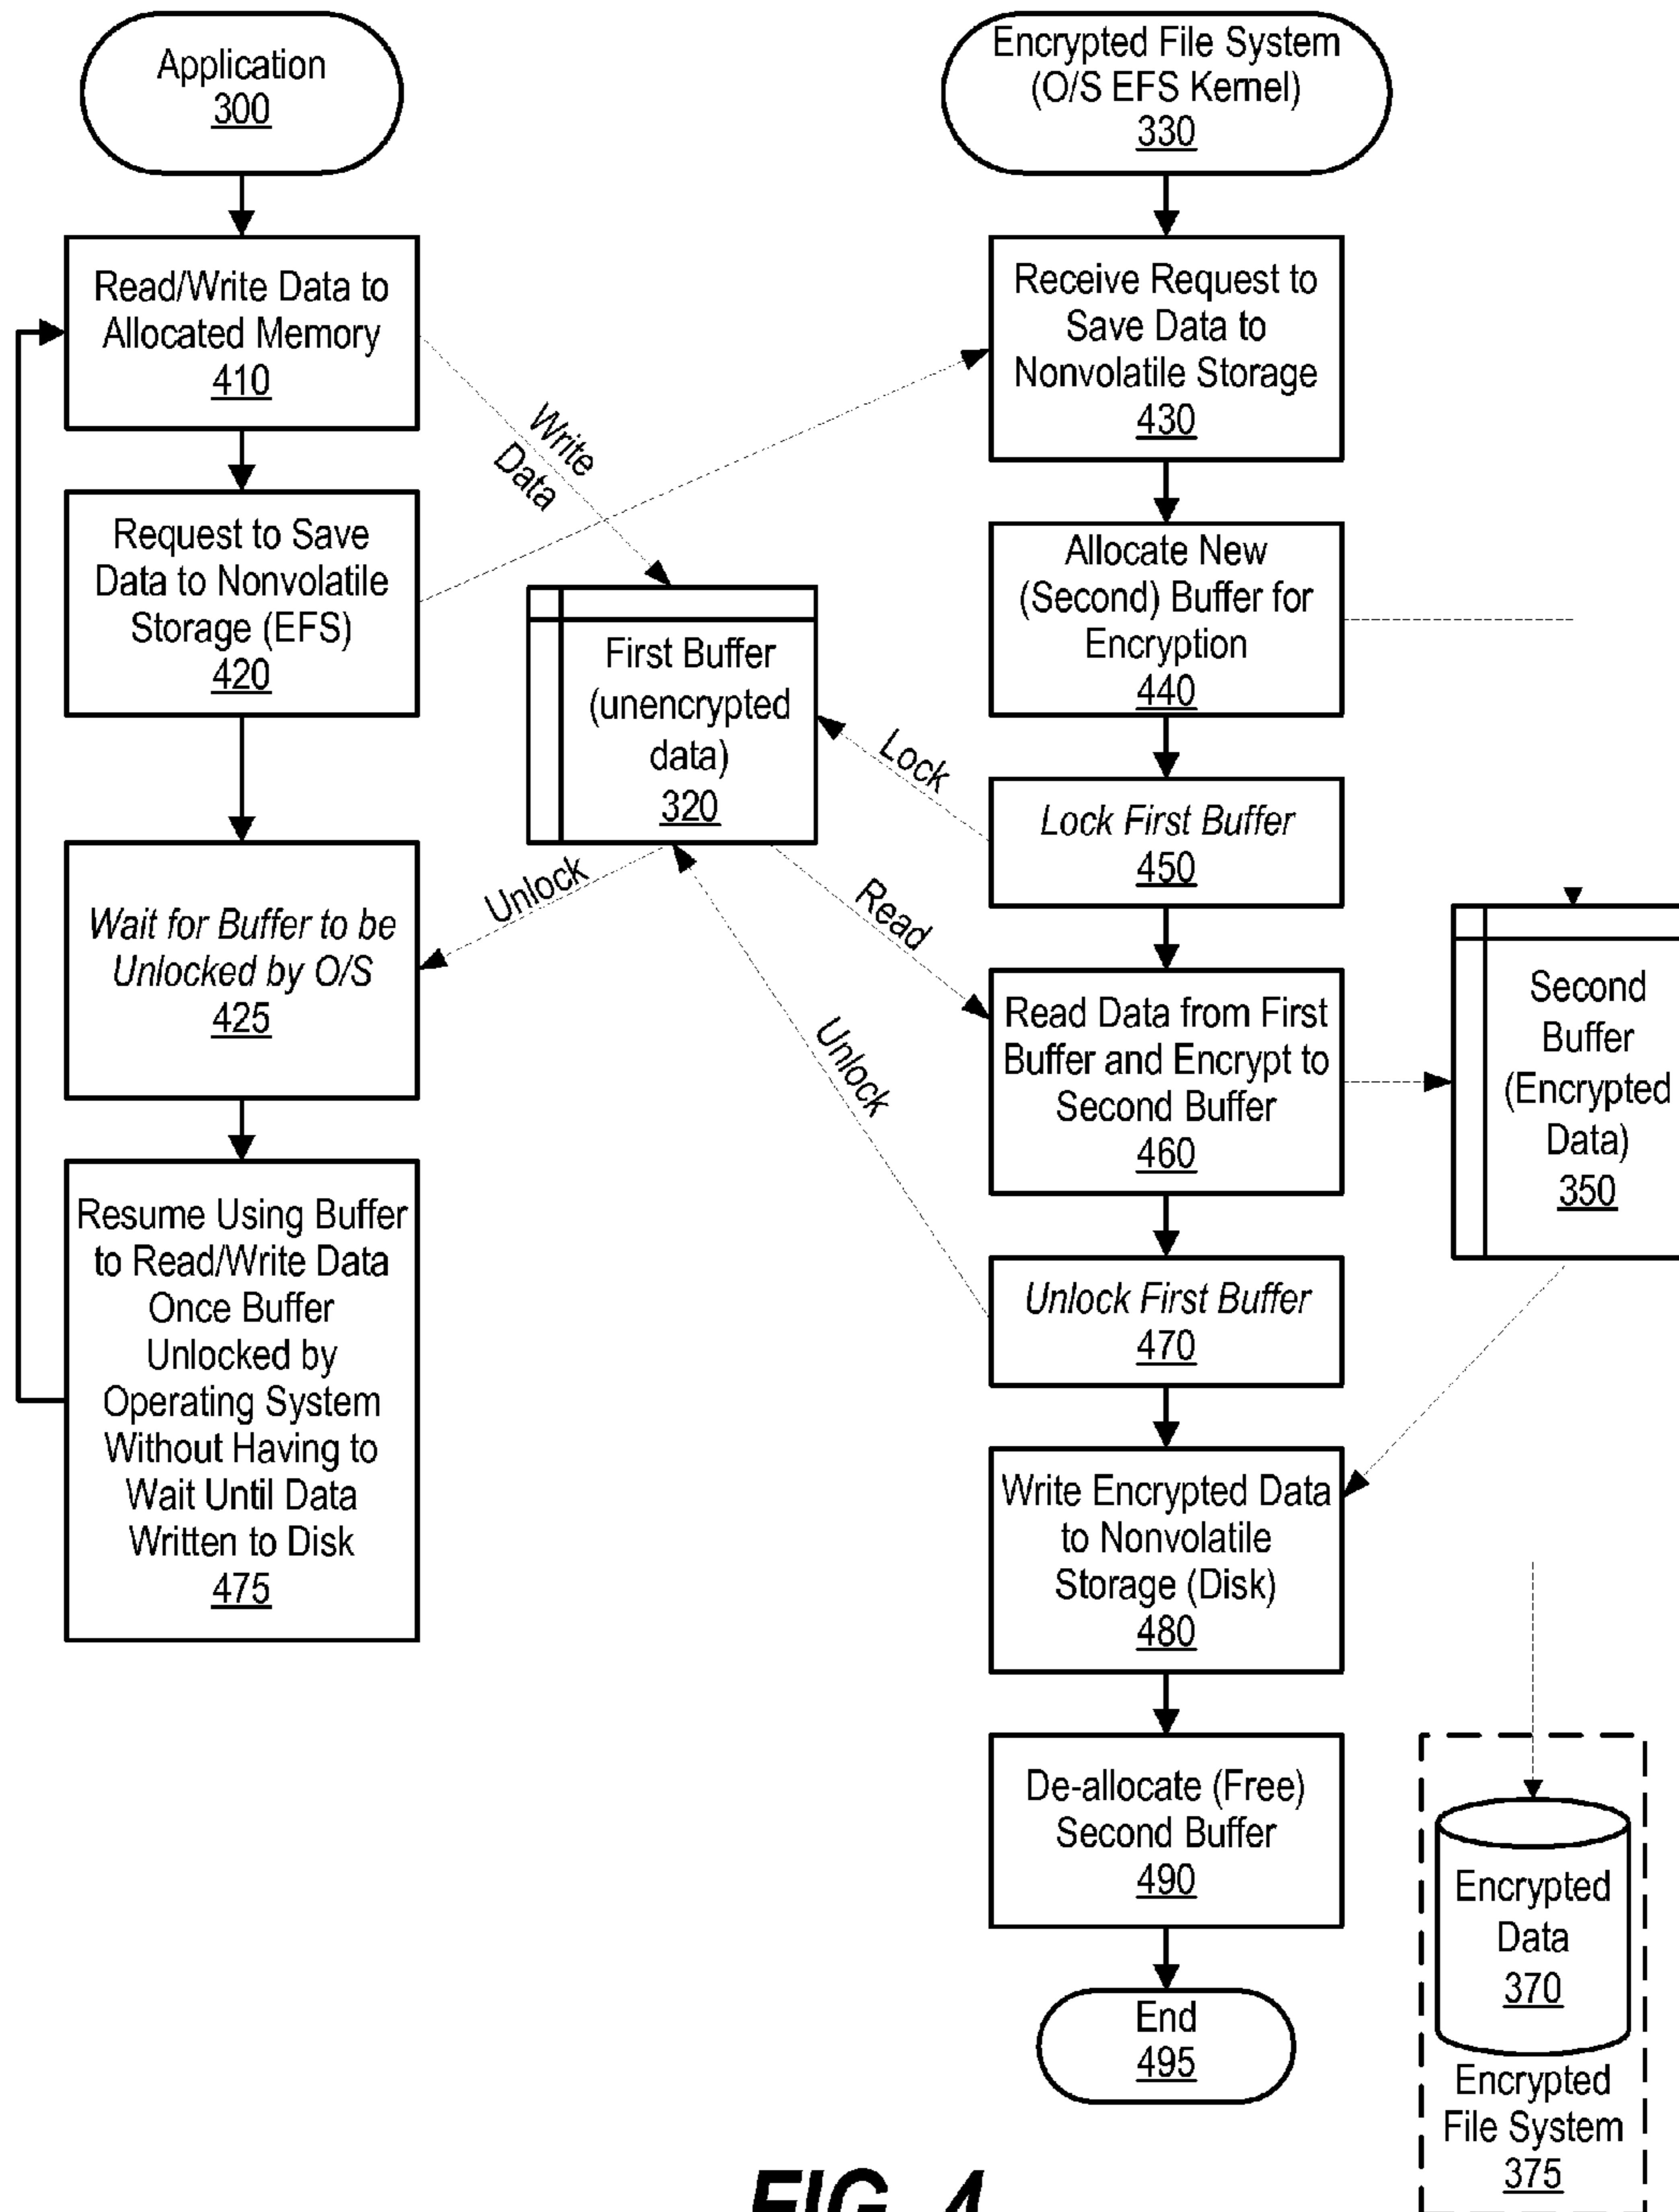 Application
300
Read/Write Data to
Allocated Memory
410
Request to Save
Data to Nonvolatile
Storage (EFS)
420
Wait for Buffer to be
Unlocked by O/S
425
Resume Using Buffer
to Read/Write Data
Once Buffer
Unlocked by
Operating System
Without Having to
Wait Until Data
Written to Disk
475
Write
Data
First Buffer
(unencrypted
data)
320
Lock
Unlock
Read
Unlock
Encrypted File System
(O/S EFS Kernel)
330
Receive Request to
Save Data to
Nonvolatile Storage
430
Allocate New
(Second) Buffer for
Encryption
440
Lock First Buffer
450
Read Data from First
Buffer and Encrypt to
Second Buffer
460
Unlock First Buffer
470
Write Encrypted Data
to Nonvolatile
Storage (Disk)
480
De-allocate (Free)
Second Buffer
490
End
495
Second
Buffer
(Encrypted
Data)
350
Encrypted
Data
370
Encrypted
File System
375
FIG. 4